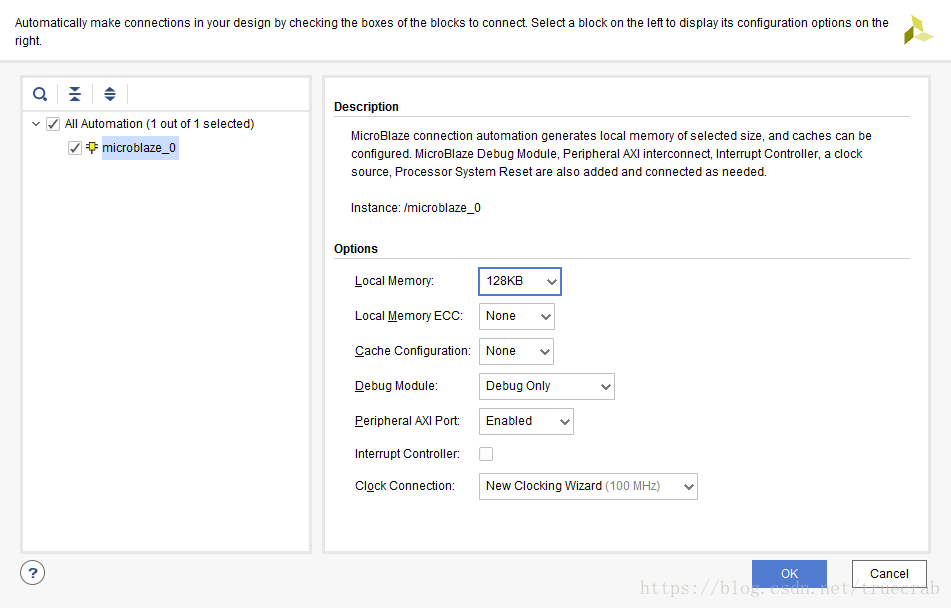 Automatically make connections in your design by checking the boxes of the blocks to connect. Select a block on the left to display its configuration options on the
right.
All Automation (1 out of 1 selected)
microblaze_0
Description
MicroBlaze connection automation generates local memory of selected size, and caches can be
configured. MicroBlaze Debug Module, Peripheral AXI interconnect, Interrupt Controller, a clock
source, Processor System Reset are also added and connected as needed.
Instance: /microblaze_0
Options
Local Memory: 128KB
Local Memory ECC: None
Cache Configuration: None
Debug Module: Debug Only
Peripheral AXI Port: Enabled
Interrupt Controller:
Clock Connection: New Clocking Wizard (100 MHz)
?
OK Cancel
https://blog.csdn.net/truecrab